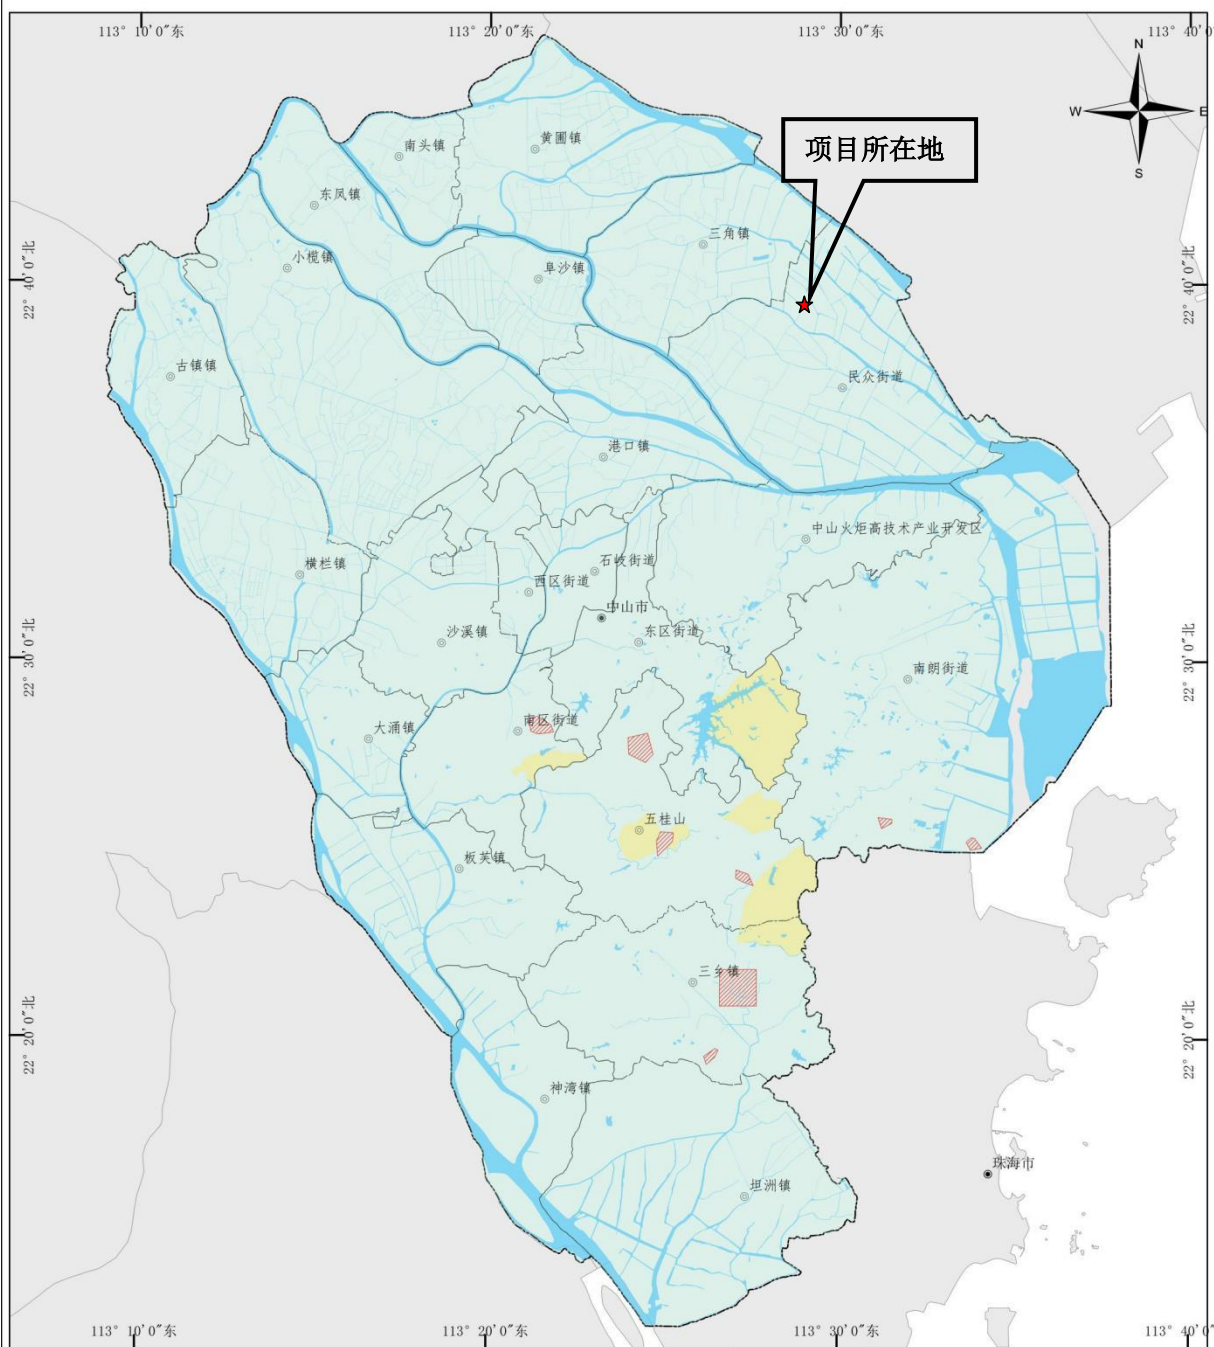 113° 10'0"东
113° 20'0"东
113° 30'0"东
113° 40'0"
N
W
E
S
项目所在地
南头镇
黄圃镇
东凤镇
三角镇
小榄镇
阜沙镇
22° 40'0"北
22° 40'0"北
古镇镇
民众街道
港口镇
中山火炬高技术产业开发区
横栏镇
石岐街道
西区街道
中山市
沙溪镇
东区街道
22° 30'0"北
22° 30'0"北
南朗街道
大涌镇
南区街道
五桂山
板芙镇
三乡镇
22° 20'0"北
22° 20'0"北
神湾镇
珠海市
坦洲镇
113° 10'0"东
113° 20'0"东
113° 30'0"东
113° 40'0"